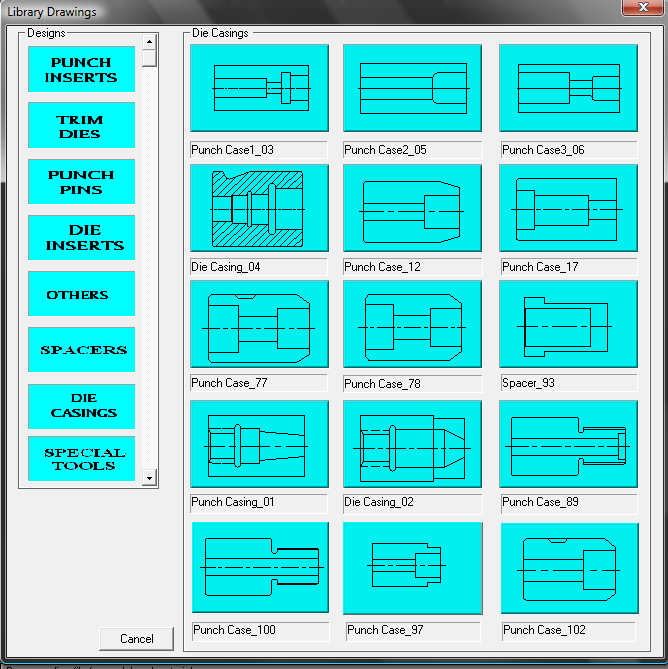 Library Drawings
X
Designs
PUNCH
INSERTS
TRIM
DIES
PUNCH
PINS
DIE
INSERTS
OTHERS
SPACERS
DIE
CASINGS
SPECIAL
TOOLS
Die Casings
Punch Case1_03
Punch Case2_05
Punch Case3_06
Die Casing_04
Punch Case_12
Punch Case_17
Punch Case_77
Punch Case_78
Spacer_93
Punch Casing_01
Die Casing_02
Punch Case_89
Punch Case_100
Punch Case_97
Punch Case_102
Cancel